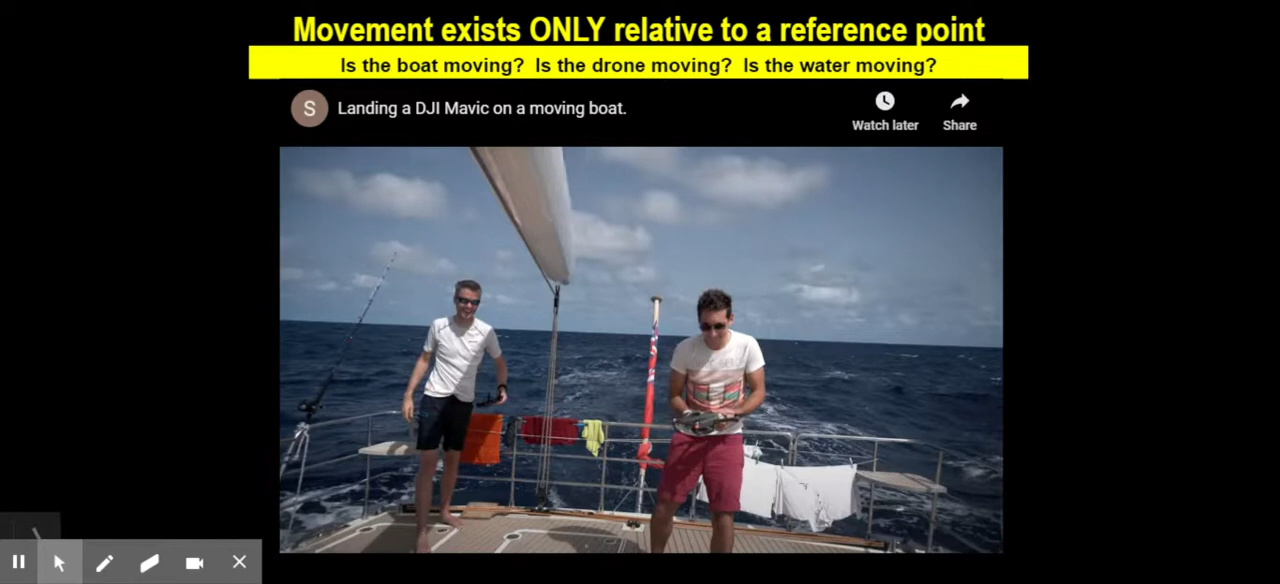 Movement exists ONLY relative to a reference point
Is the boat moving? Is the drone moving? Is the water moving?
S
Landing a DJI Mavic on a moving boat.
Watch later
Share